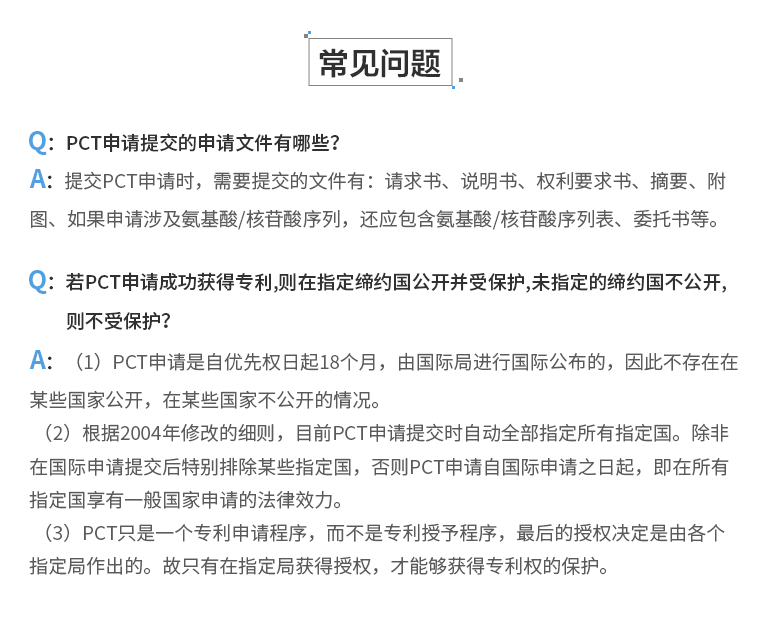 常见问题
Q：PCT申请提交的申请文件有哪些？
A：提交PCT申请时，需要提交的文件有：请求书、说明书、权利要求书、摘要、附
图、如果申请涉及氨基酸/核苷酸序列，还应包含氨基酸/核苷酸序列表、委托书等。
Q：若PCT申请成功获得专利,则在指定缔约国公开并受保护,未指定的缔约国不公开,
则不受保护？
A：（1）PCT申请是自优先权日起18个月，由国际局进行国际公布的，因此不存在在
某些国家公开，在某些国家不公开的情况。
（2）根据2004年修改的细则，目前PCT申请提交时自动全部指定所有指定国。除非
在国际申请提交后特别排除某些指定国，否则PCT申请自国际申请之日起，即在所有
指定国享有一般国家申请的法律效力。
（3）PCT只是一个专利申请程序，而不是专利授予程序，最后的授权决定是由各个
指定局作出的。故只有在指定局获得授权，才能够获得专利权的保护。